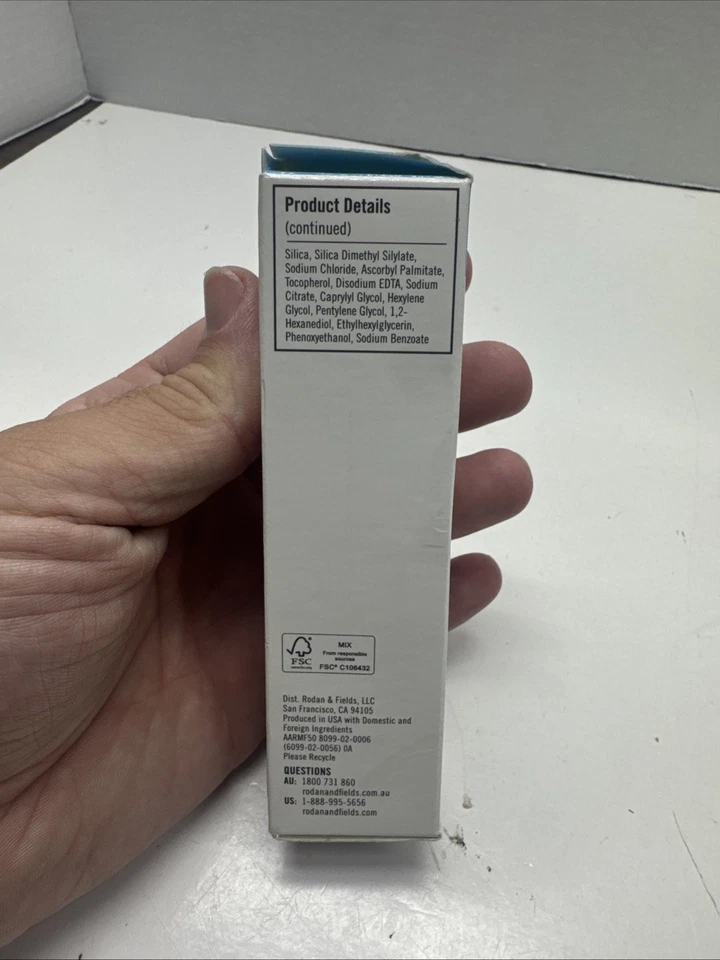 Product Details
(continued)
Silica, Silica Dimethyl Silylate,
Sodium Chloride, Ascorbyl Palmitate,
Tocopherol, Disodium EDTA, Sodium
Citrate, Caprylyl Glycol, Hexylene
Glycol, Pentylene Glycol, 1,2-
Hexanediol, Ethylhexylglycerin,
Phenoxyethanol, Sodium Benzoate
FSC
MIX
From responsible
sources
FSC® C106432
Dist. Rodan & Fields, LLC
San Francisco, CA 94105
Produced in USA with Domestic and
Foreign Ingredients
AARMF50 8099-02-0006
(6099-02-0056) 0A
Please Recycle
QUESTIONS
AU: 1800 731 860
rodanandfields.com.au
US: 1-888-995-5656
rodanandfields.com